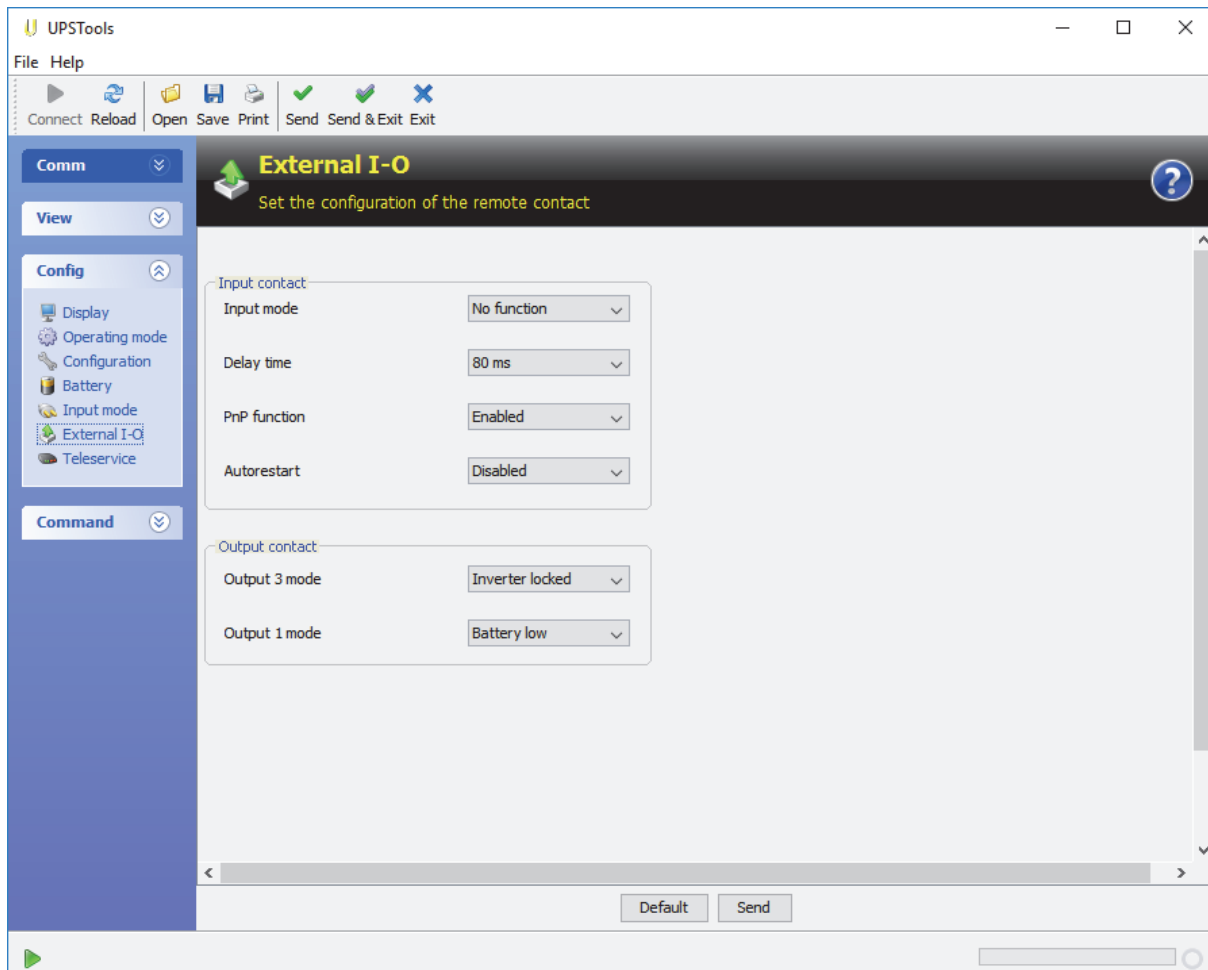 UPSTools
File Help
Connect Reload Open Save Print Send Send & Exit Exit
Comm
View
Config
Display
Operating mode
Configuration
Battery
Input mode
External I-O
Teleservice
Command
External I-O
Set the configuration of the remote contact
?
Input contact
Input mode No function
Delay time 80 ms
PnP function Enabled
Autorestart Disabled
Output contact
Output 3 mode Inverter locked
Output 1 mode Battery low
Default Send